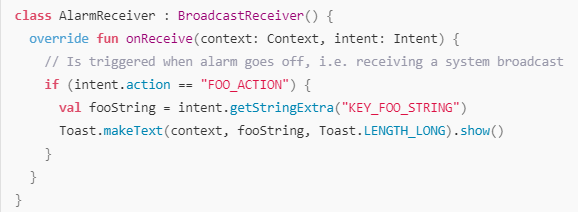 class AlarmReceiver : BroadcastReceiver() {
  override fun onReceive(context: Context, intent: Intent) {
    // Is triggered when alarm goes off, i.e. receiving a system broadcast
    if (intent.action == "FOO_ACTION") {
      val fooString = intent.getStringExtra("KEY_FOO_STRING")
      Toast.makeText(context, fooString, Toast.LENGTH_LONG).show()
    }
  }
}